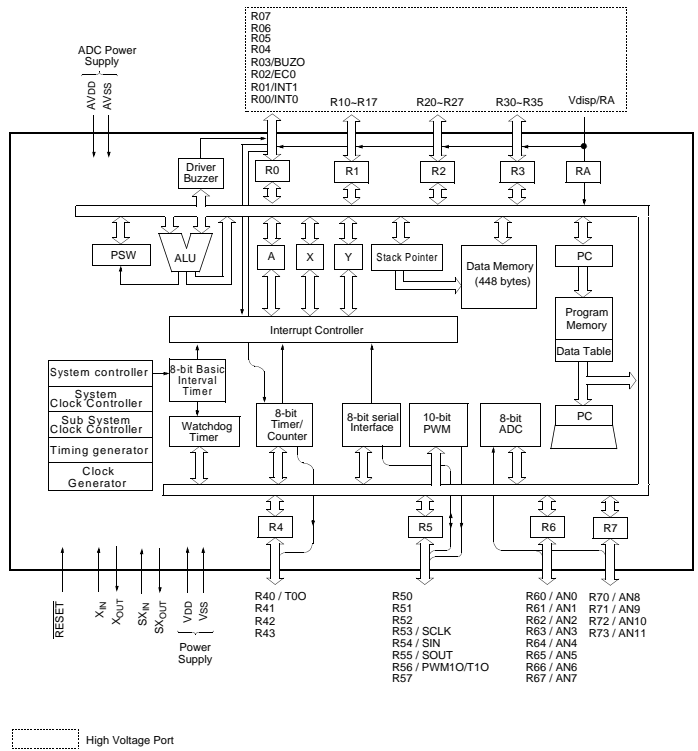 R07
R06
R05
R04
R03/BUZO
R02/EC0
R01/INT1
R00/INT0
R10~R17
R20~R27
R30~R35
Vdisp/RA
ADC Power
Supply
AVDD
AVSS
Driver
Buzzer
R0
R1
R2
R3
RA
PSW
ALU
A
X
Y
Stack Pointer
Data Memory
(448 bytes)
PC
Program
Memory
Data Table
PC
Interrupt Controller
System controller
System
Clock Controller
Sub System
Clock Controller
Timing generator
Clock
Generator
8-bit Basic
Interval
Timer
Watchdog
Timer
8-bit
Timer/
Counter
8-bit serial
Interface
10-bit
PWM
8-bit
ADC
R4
R5
R6
R7
RESET
XIN
XOUT
SXIN
SXOUT
VDD
VSS
Power
Supply
R40 / T0O
R41
R42
R43
R50
R51
R52
R53 / SCLK
R54 / SIN
R55 / SOUT
R56 / PWM1O/T1O
R57
R60 / AN0
R61 / AN1
R62 / AN2
R63 / AN3
R64 / AN4
R65 / AN5
R66 / AN6
R67 / AN7
R70 / AN8
R71 / AN9
R72 / AN10
R73 / AN11
High Voltage Port